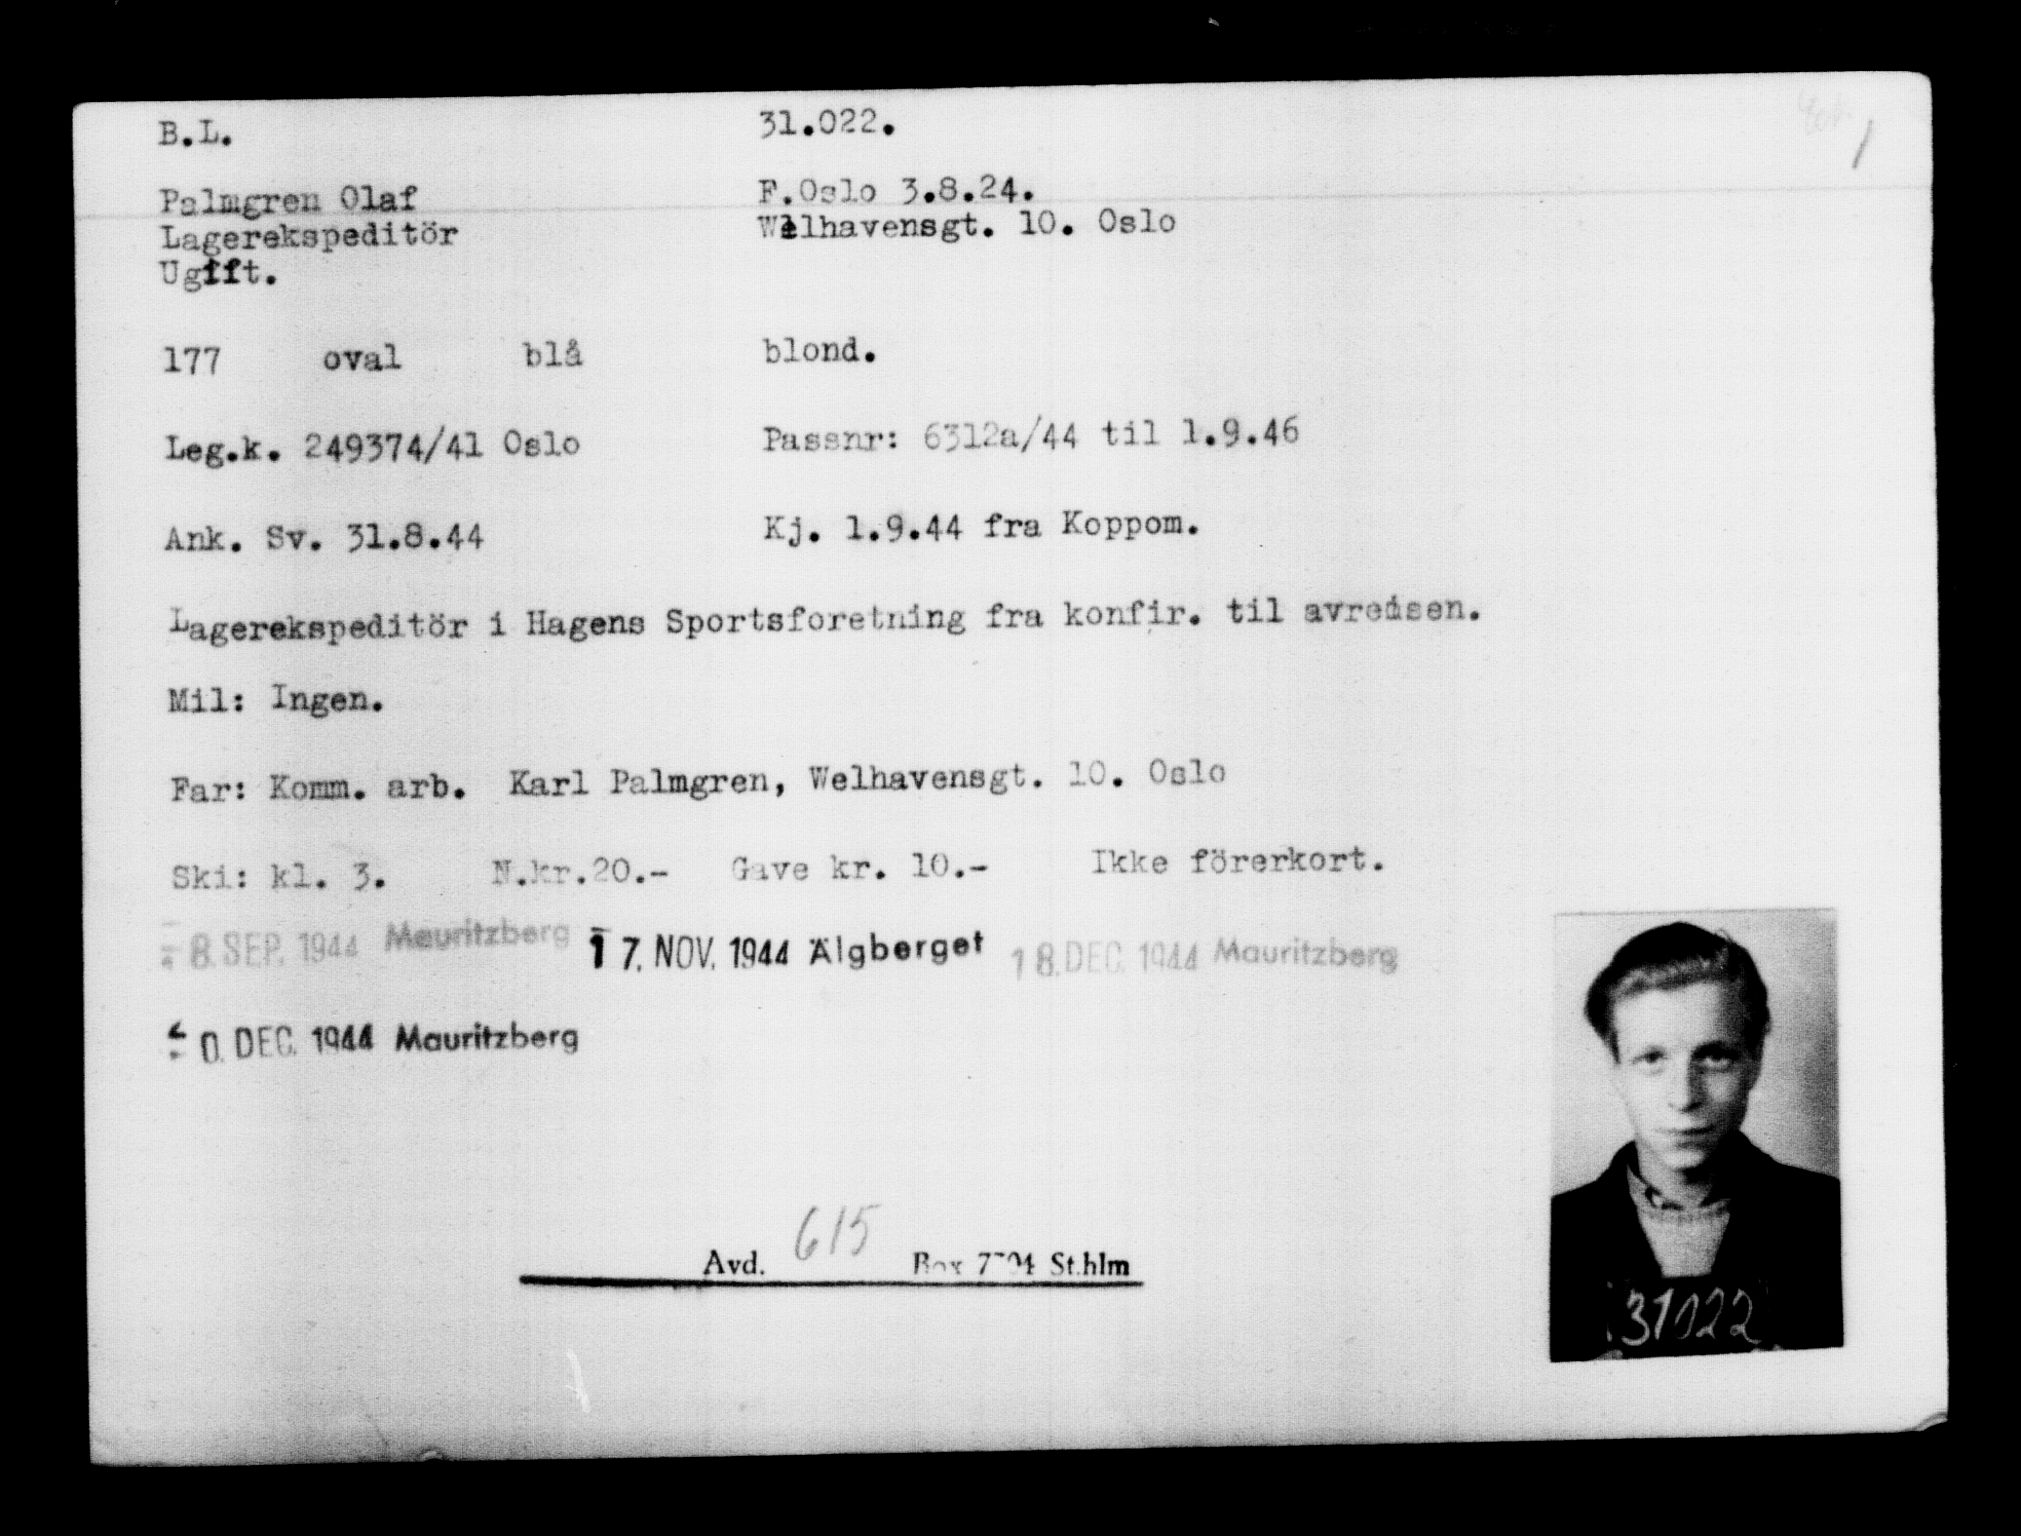 B.L. 31.022.
Palmgren Olaf F.Oslo 3.8.24.
Lagerekspeditör Welhavensgt. 10. Oslo
Ugift.
177 oval blå blond.
Leg.k. 249374/41 Oslo Passnr: 6312a/44 til 1.9.46
Ank. Sv. 31.8.44 Kj. 1.9.44 fra Koppom.
Lagerekspeditör i Hagens Sportsforetning fra konfir. til avreisen.
Mil: Ingen.
Far: Komm. arb. Karl Palmgren, Welhavensgt. 10. Oslo
Ski: kl. 3. N.kr.20.- Gave kr. 10.- Ikke förerkort.
8. SEP. 1944 Mauritzberg 17. NOV. 1944 Älgberget 18. DEC. 1944 Mauritzberg
0. DEC. 1944 Mauritzberg
Avd. 615 Box St.hlm
31022